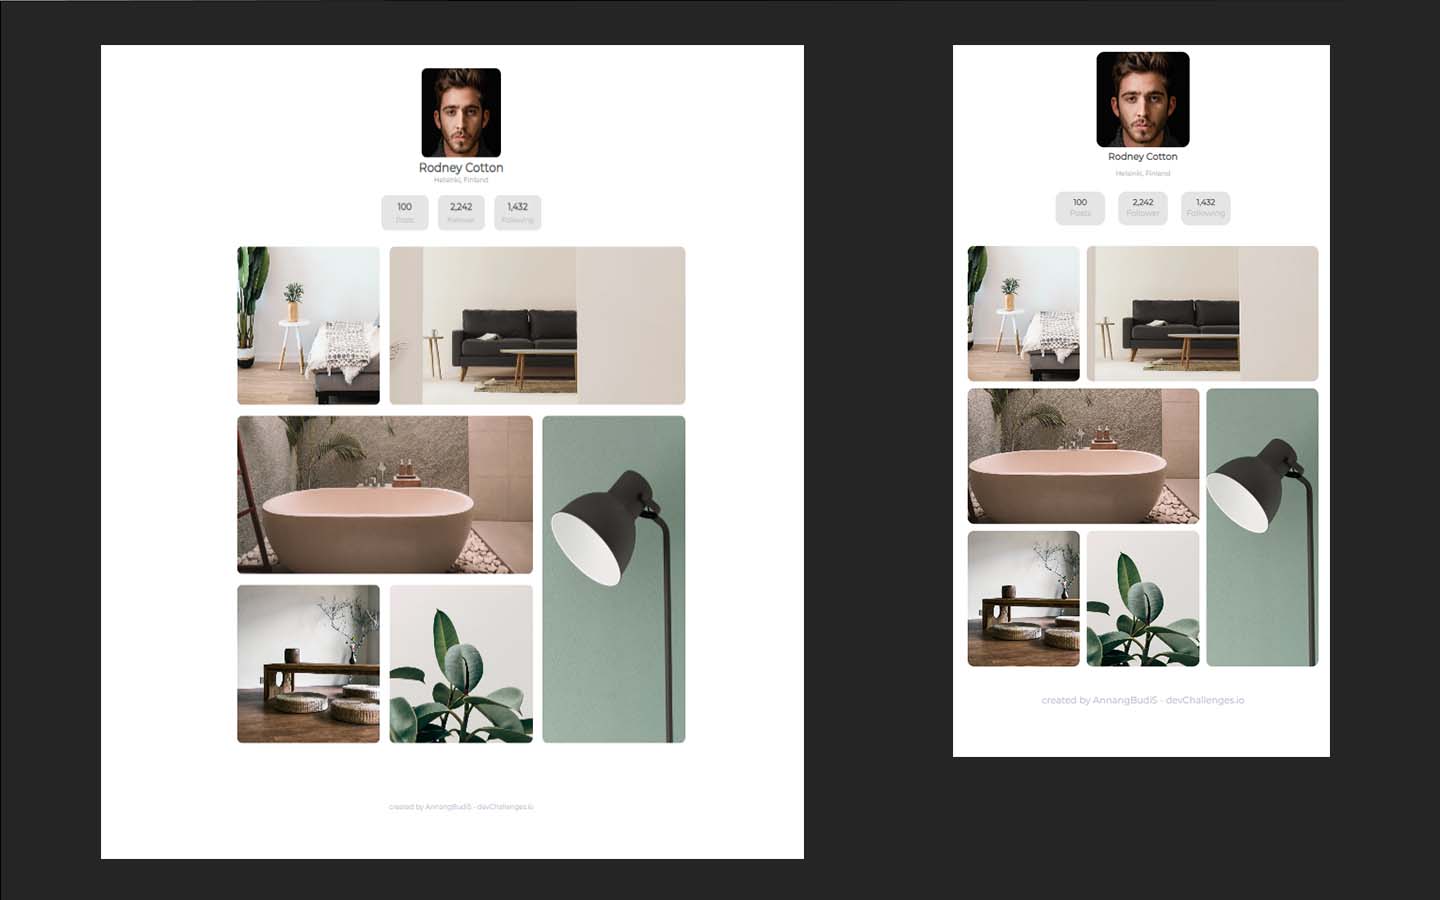 Rodney Cotton
Helsinki, Finland
100 2,242 1,432
Posts Follower Following
created by AnnangBudiS - devChallenges.io
Rodney Cotton
Helsinki, Finland
100 2,242 1,432
Posts Follower Following
created by AnnangBudiS - devChallenges.io